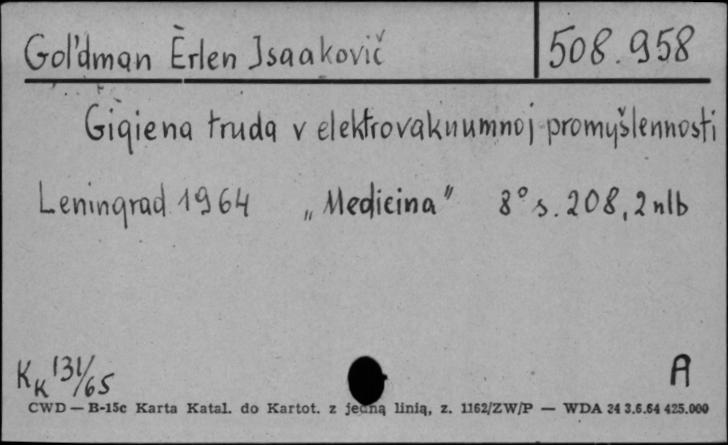 Gol'dman Èrlen Isaakovič 508.958
Gigiena truda v elektrovakuumnoj promyšlennosti
Leningrad 1964 „Medicina" 8° s. 208, 2 nlb
KK 131/65 A
CWD — B-15c Karta Katal. do Kartot. z jedną linią, z. 1162/ZW/P — WDA 24 3.6.64 425.000